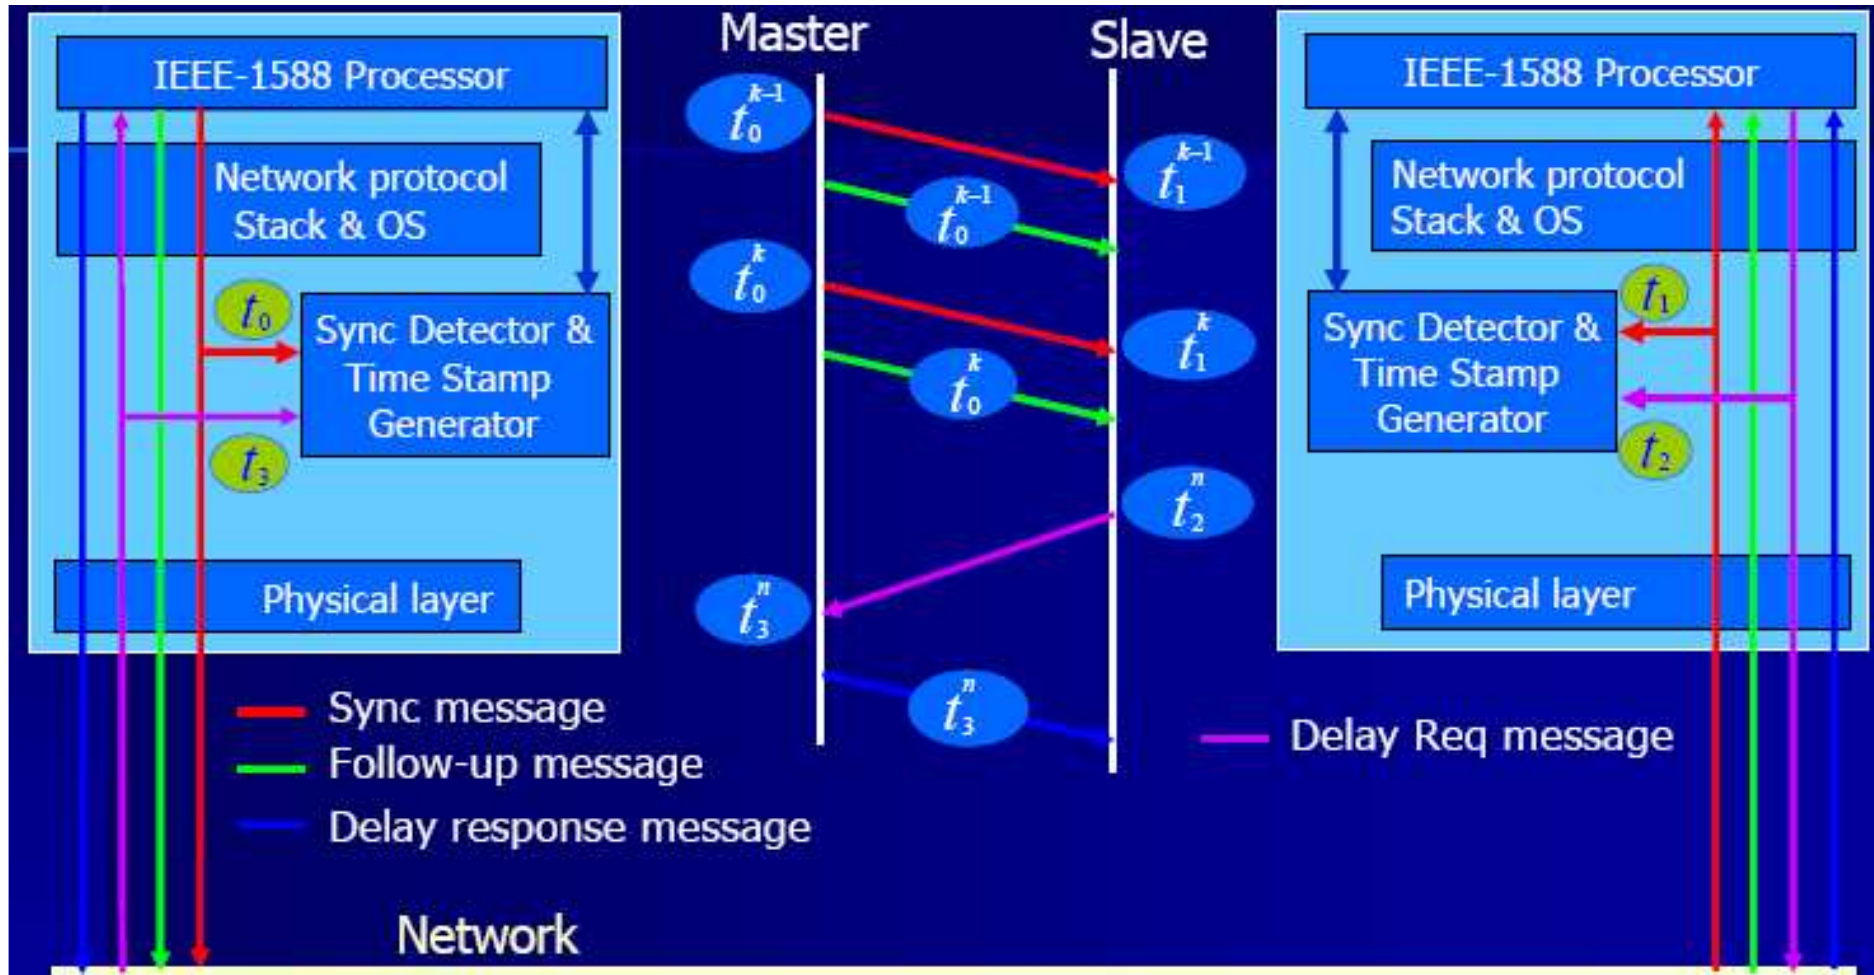 IEEE-1588 Processor
Network protocol
Stack & OS
t₀
Sync Detector &
Time Stamp
Generator
t₃
Physical layer
Master
Slave
t₀ᵏ⁻¹
t₁ᵏ⁻¹
t₀ᵏ⁻¹
t₀ᵏ
t₁ᵏ
t₀ᵏ
t₂ⁿ
t₃ⁿ
t₃ⁿ
IEEE-1588 Processor
Network protocol
Stack & OS
t₁
Sync Detector &
Time Stamp
Generator
t₂
Physical layer
Sync message
Follow-up message
Delay response message
Delay Req message
Network